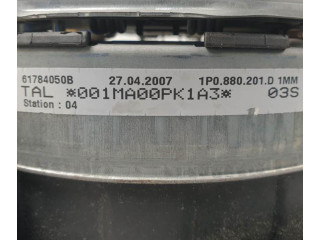 61784050B 27.04.2007 1P0.880.201.D 1MM
TAL *001MA00PK1A3* 03S
Station : 04